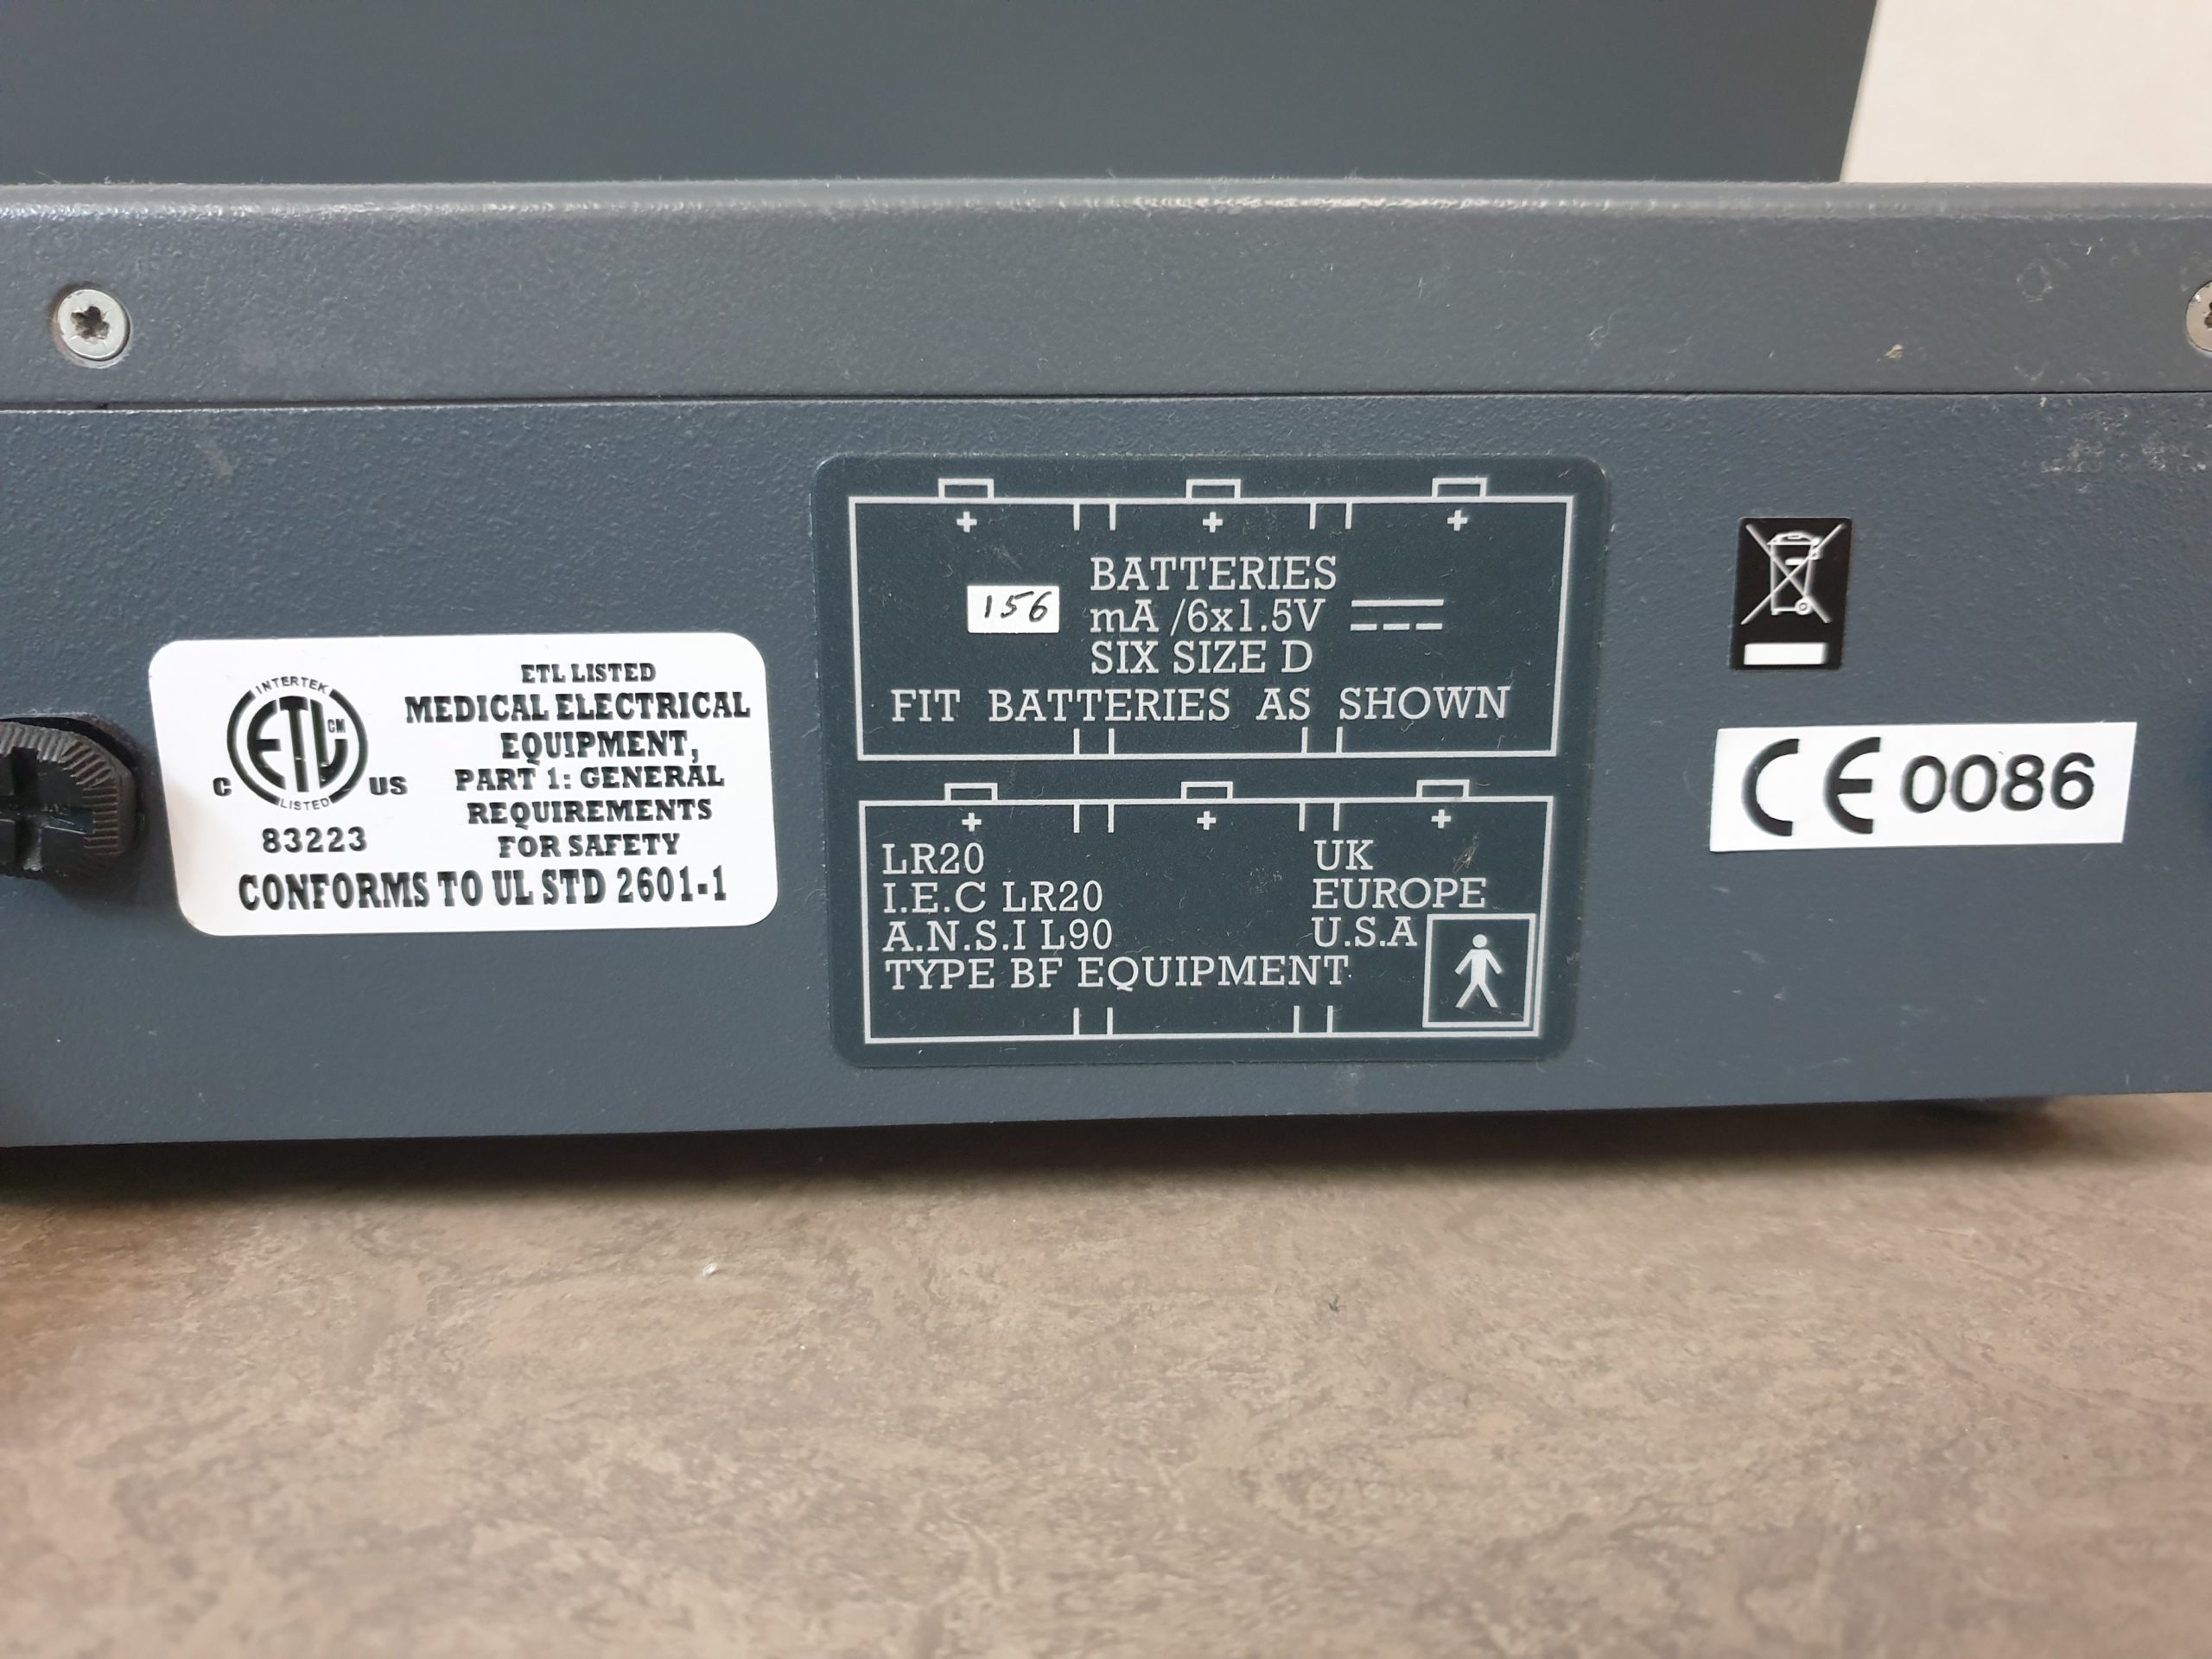 INTERTEK
ETL CM
C US
LISTED
83223
ETL LISTED
MEDICAL ELECTRICAL
EQUIPMENT,
PART 1: GENERAL
REQUIREMENTS
FOR SAFETY
CONFORMS TO UL STD 2601-1
+ + +
BATTERIES
156 mA /6x1.5V
SIX SIZE D
FIT BATTERIES AS SHOWN
+ + +
LR20 UK
I.E.C LR20 EUROPE
A.N.S.I L90 U.S.A
TYPE BF EQUIPMENT
CE 0086